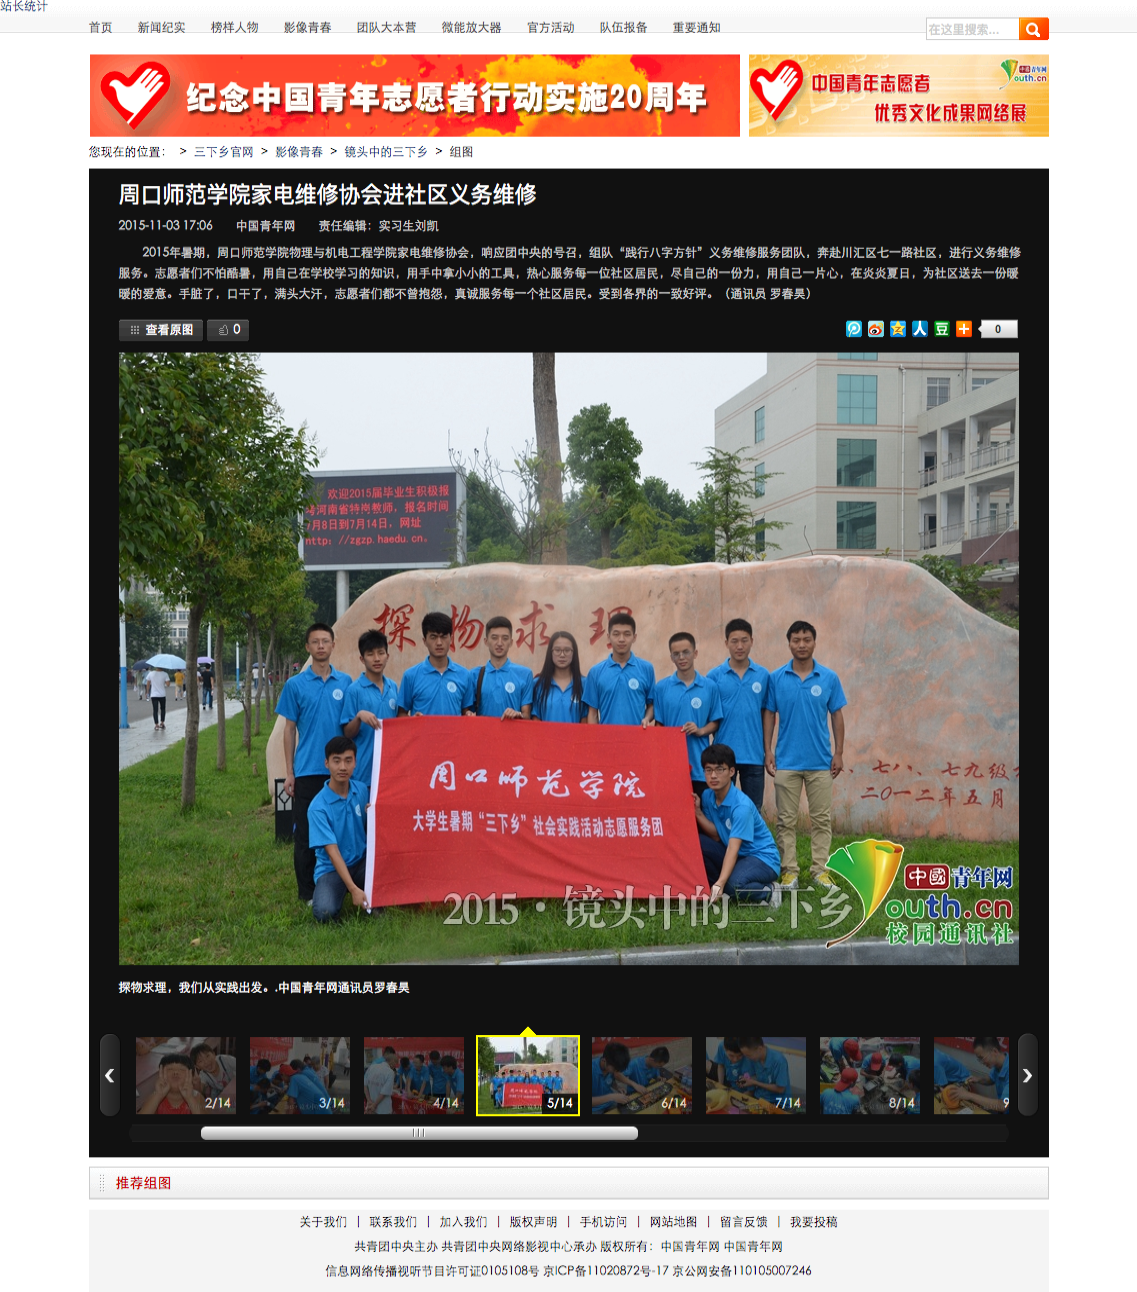 站长统计
首页 新闻纪实 榜样人物 影像青春 团队大本营 微能放大器 官方活动 队伍报备 重要通知
在这里搜索...
纪念中国青年志愿者行动实施20周年
中国青年志愿者
优秀文化成果网络展
中国青年网
outh.cn
您现在的位置： > 三下乡官网 > 影像青春 > 镜头中的三下乡 > 组图
周口师范学院家电维修协会进社区义务维修
2015-11-03 17:06 中国青年网 责任编辑：实习生刘凯
2015年暑期，周口师范学院物理与机电工程学院家电维修协会，响应团中央的号召，组队“践行八字方针”义务维修服务团队，奔赴川汇区七一路社区，进行义务维修
服务。志愿者们不怕酷暑，用自己在学校学习的知识，用手中拿小小的工具，热心服务每一位社区居民，尽自己的一份力，用自己一片心，在炎炎夏日，为社区送去一份暖
暖的爱意。手脏了，口干了，满头大汗，志愿者们都不曾抱怨，真诚服务每一个社区居民。受到各界的一致好评。（通讯员 罗春昊）
查看原图 0
人 豆 0
欢迎2015届毕业生积极报
河南省特岗教师，报名时间
7月8日到7月14日，网址
http: //zgzp.haedu.cn。
探物求理
、七八、七九级
二〇一二年五月
周口师范学院
大学生暑期“三下乡”社会实践活动志愿服务团
2015·镜头中的三下乡
中國青年网
outh.cn
校园通讯社
探物求理，我们从实践出发。.中国青年网通讯员罗春昊
2/14 3/14 4/14 5/14 6/14 7/14 8/14 9
周口师范学院
推荐组图
关于我们 | 联系我们 | 加入我们 | 版权声明 | 手机访问 | 网站地图 | 留言反馈 | 我要投稿
共青团中央主办 共青团中央网络影视中心承办 版权所有：中国青年网 中国青年网
信息网络传播视听节目许可证0105108号 京ICP备11020872号-17 京公网安备110105007246